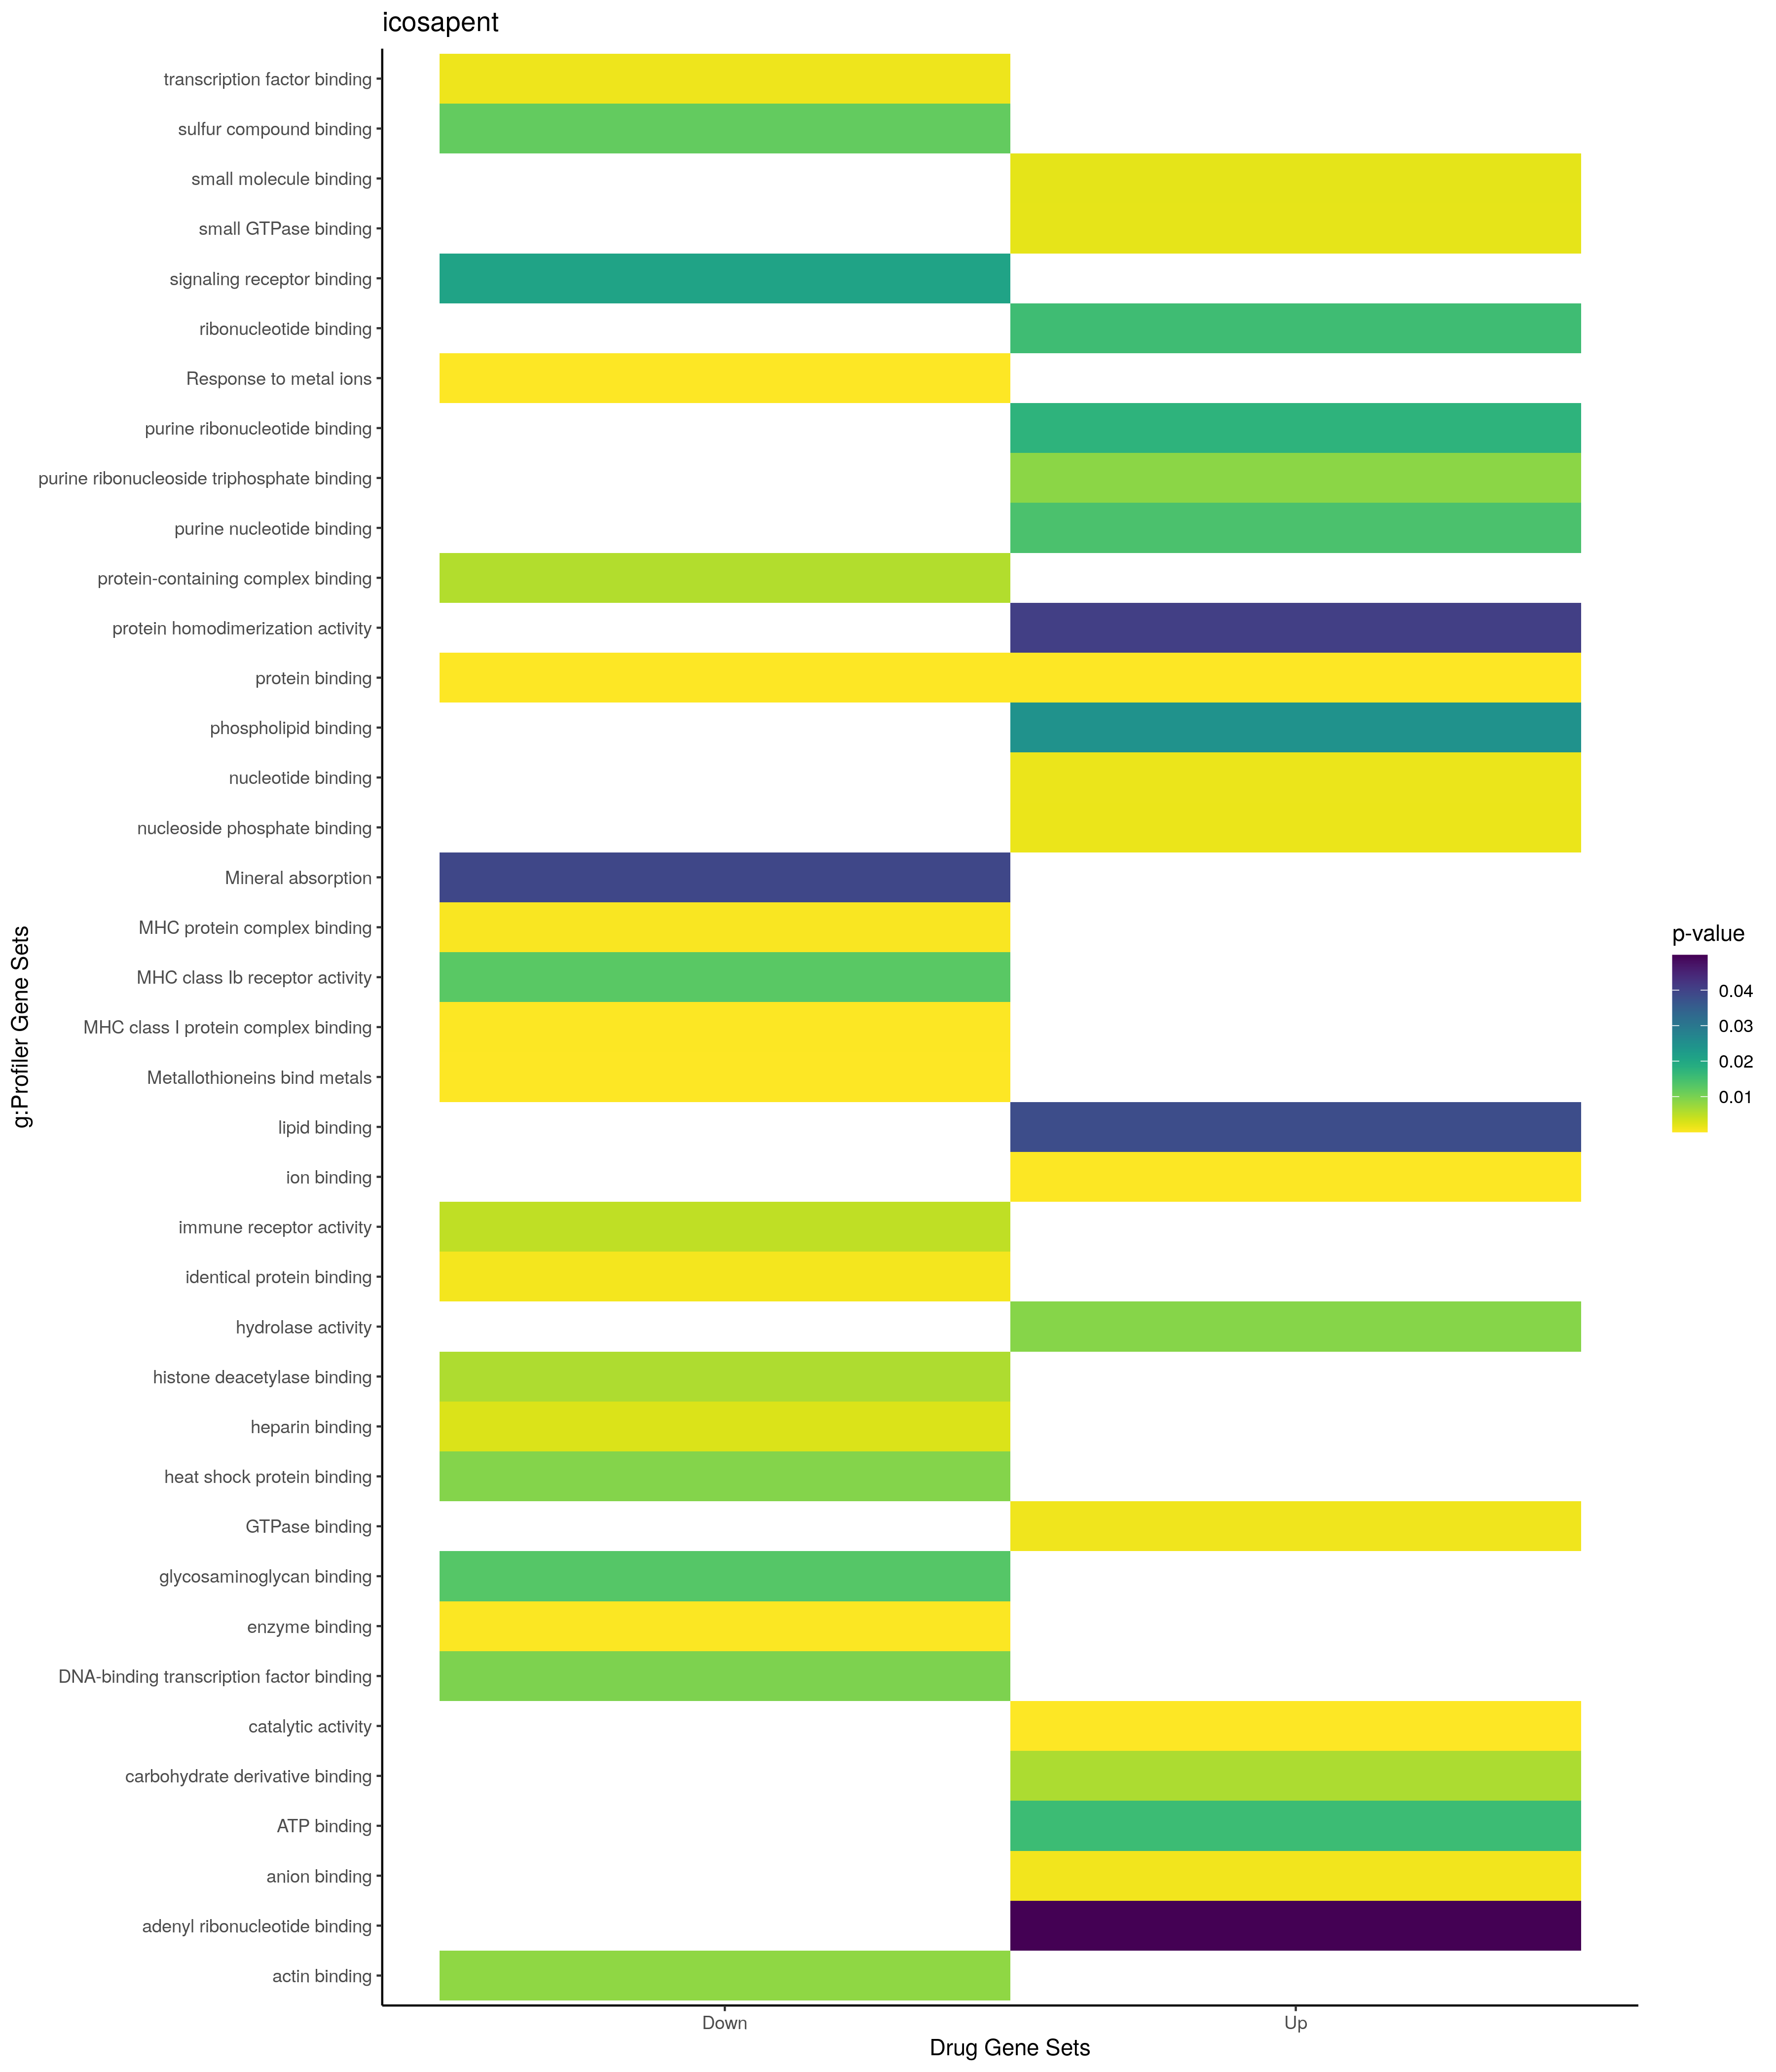 icosapent
transcription factor binding
sulfur compound binding
small molecule binding
small GTPase binding
signaling receptor binding
ribonucleotide binding
Response to metal ions
purine ribonucleotide binding
purine ribonucleoside triphosphate binding
purine nucleotide binding
protein-containing complex binding
protein homodimerization activity
protein binding
phospholipid binding
nucleotide binding
nucleoside phosphate binding
Mineral absorption
MHC protein complex binding
MHC class Ib receptor activity
MHC class I protein complex binding
Metallothioneins bind metals
lipid binding
ion binding
immune receptor activity
identical protein binding
hydrolase activity
histone deacetylase binding
heparin binding
heat shock protein binding
GTPase binding
glycosaminoglycan binding
enzyme binding
DNA-binding transcription factor binding
catalytic activity
carbohydrate derivative binding
ATP binding
anion binding
adenyl ribonucleotide binding
actin binding
g:Profiler Gene Sets
Down
Up
Drug Gene Sets
p-value
0.04
0.03
0.02
0.01